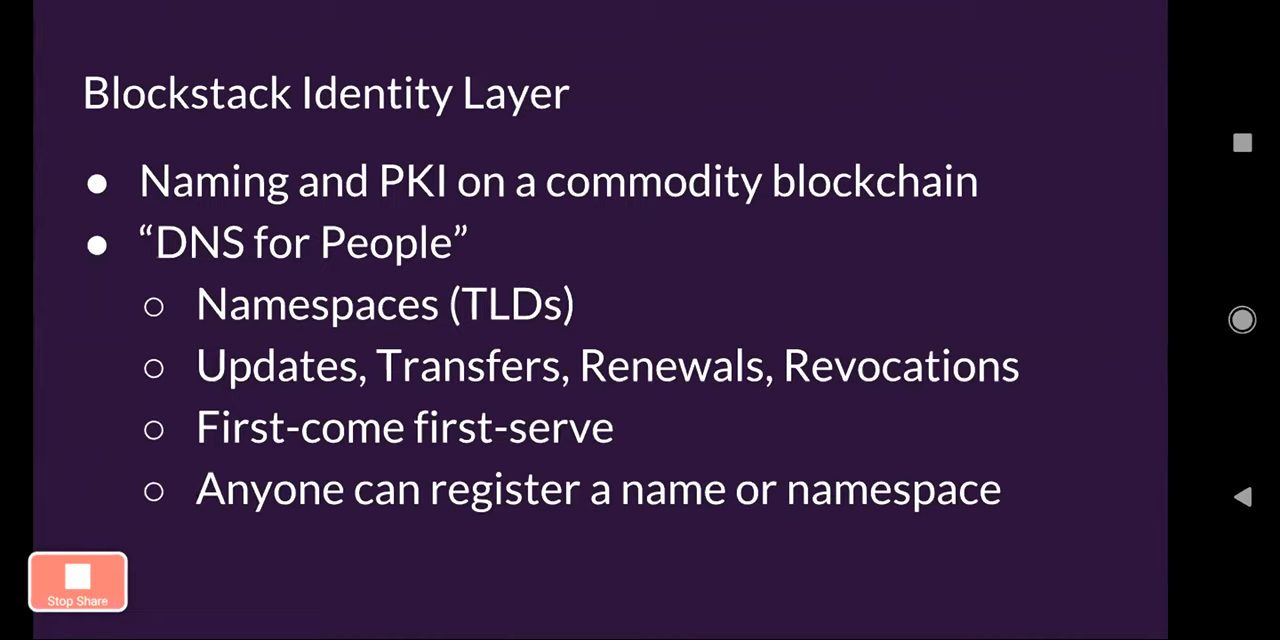 Blockstack Identity Layer
● Naming and PKI on a commodity blockchain
● “DNS for People”
○ Namespaces (TLDs)
○ Updates, Transfers, Renewals, Revocations
○ First-come first-serve
○ Anyone can register a name or namespace
Stop Share